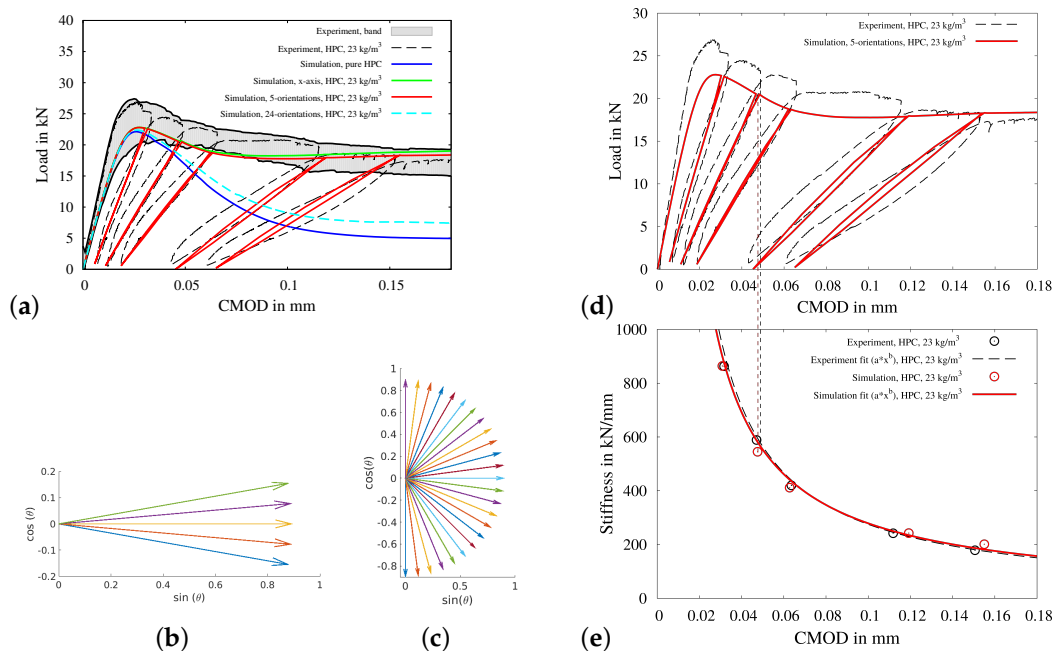 40
35
30
25
20
15
10
5
0
Load in kN
0
0.05
0.1
0.15
CMOD in mm
Experiment, band
Experiment, HPC, 23 kg/m³
Simulation, pure HPC
Simulation, x-axis, HPC, 23 kg/m³
Simulation, 5-orientations, HPC, 23 kg/m³
Simulation, 24-orientations, HPC, 23 kg/m³
(a)
30
25
20
15
10
5
0
Load in kN
0
0.02
0.04
0.06
0.08
0.1
0.12
0.14
0.16
0.18
CMOD in mm
Experiment, HPC, 23 kg/m³
Simulation, 5-orientations, HPC, 23 kg/m³
(d)
0.2
0.1
0
-0.1
-0.2
cos (θ)
0
0.2
0.4
0.6
0.8
1
sin (θ)
(b)
1
0.8
0.6
0.4
0.2
0
-0.2
-0.4
-0.6
-0.8
cos(θ)
0
0.5
1
sin(θ)
(c)
1000
800
600
400
200
0
Stiffness in kN/mm
0
0.02
0.04
0.06
0.08
0.1
0.12
0.14
0.16
0.18
CMOD in mm
Experiment, HPC, 23 kg/m³
Experiment fit (a*xᵇ), HPC, 23 kg/m³
Simulation, HPC, 23 kg/m³
Simulation fit (a*xᵇ), HPC, 23 kg/m³
(e)